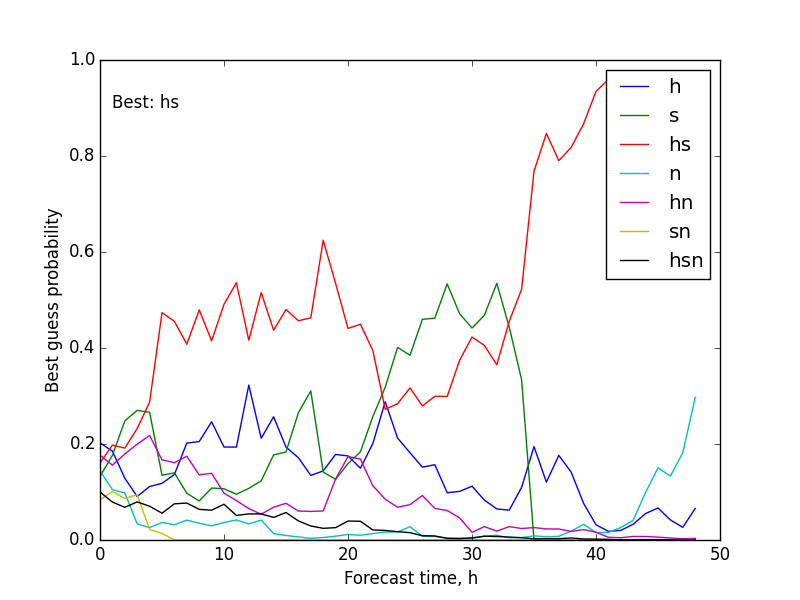 1.0
0.8
0.6
0.4
0.2
0.0
Best guess probability
Best: hs
h
s
hs
n
hn
sn
hsn
0 10 20 30 40 50
Forecast time, h